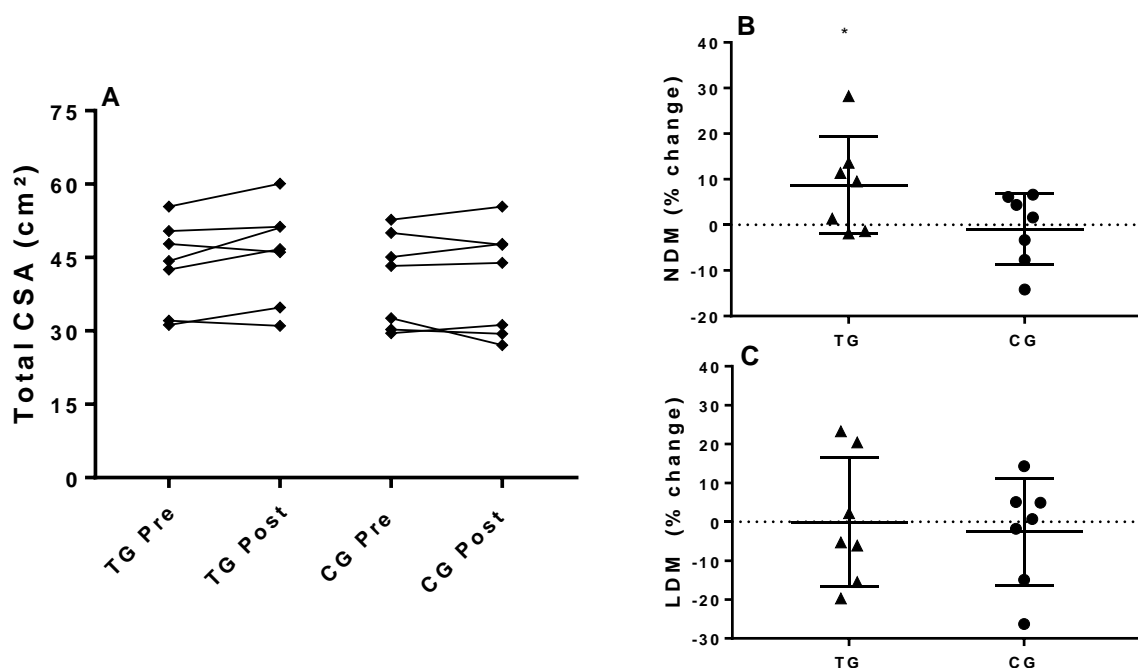 A
Total CSA (cm²)
75
60
45
30
15
0
TG Pre
TG Post
CG Pre
CG Post
B
*
NDM (% change)
40
30
20
10
0
-10
-20
TG
CG
C
LDM (% change)
40
30
20
10
0
-10
-20
-30
TG
CG